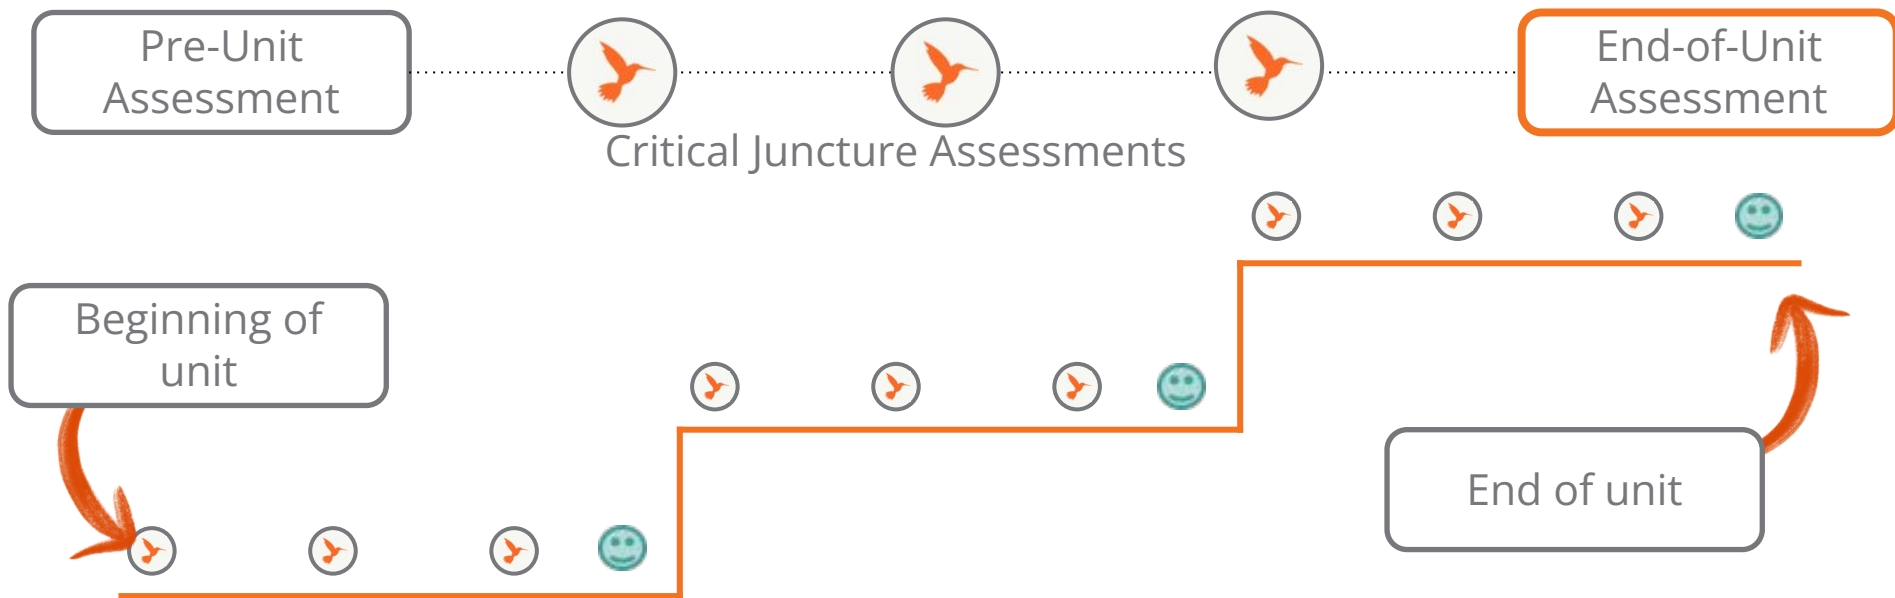 Pre-Unit
Assessment
End-of-Unit
Assessment
Critical Juncture Assessments
Beginning of
unit
End of unit